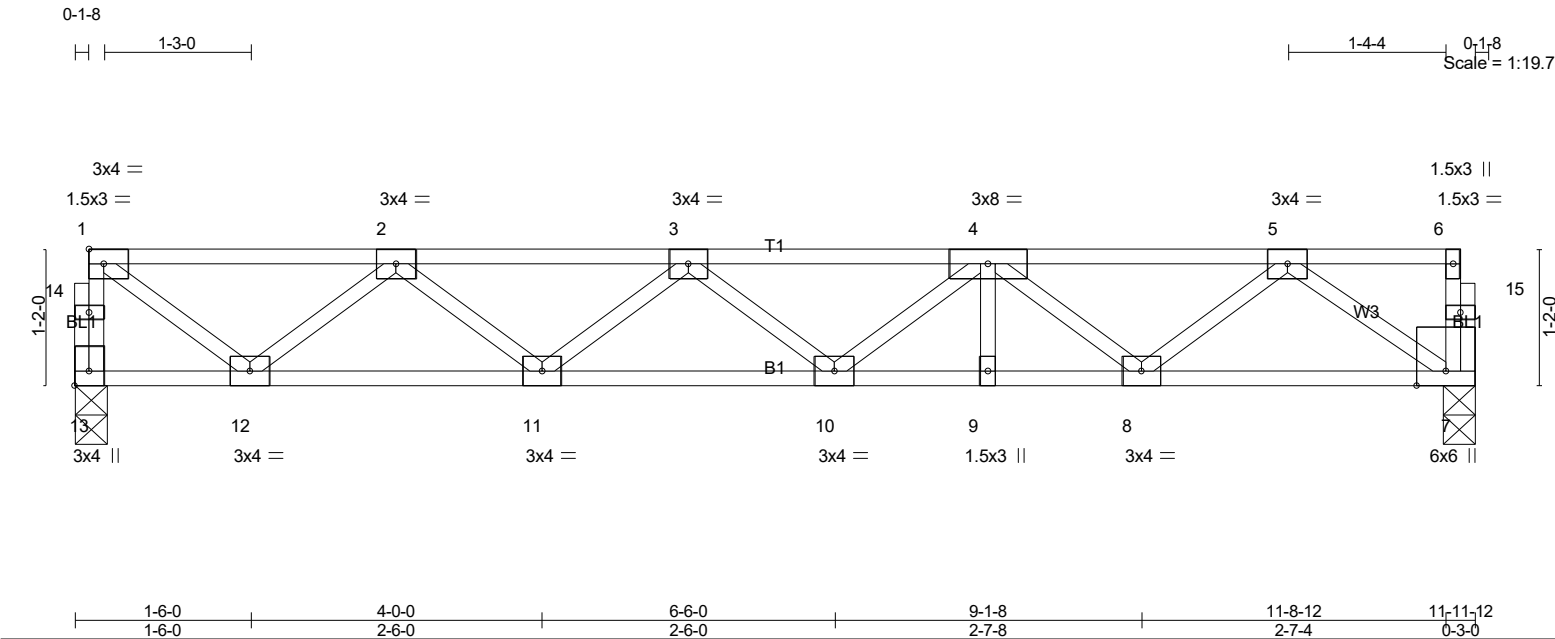 0-1-8
1-3-0 1-4-4 0-1-8
Scale = 1:19.7
3x4 = 1.5x3 ||
1.5x3 = 3x4 = 3x4 = 3x8 = 3x4 = 1.5x3 =
1 2 3 4 5 6
T1
14 15
1-2-0 BL1 W3 BL1 1-2-0
B1
13 12 11 10 9 8 7
3x4 || 3x4 = 3x4 = 3x4 = 1.5x3 || 3x4 = 6x6 ||
1-6-0 4-0-0 6-6-0 9-1-8 11-8-12 11-11-12
1-6-0 2-6-0 2-6-0 2-7-8 2-7-4 0-3-0